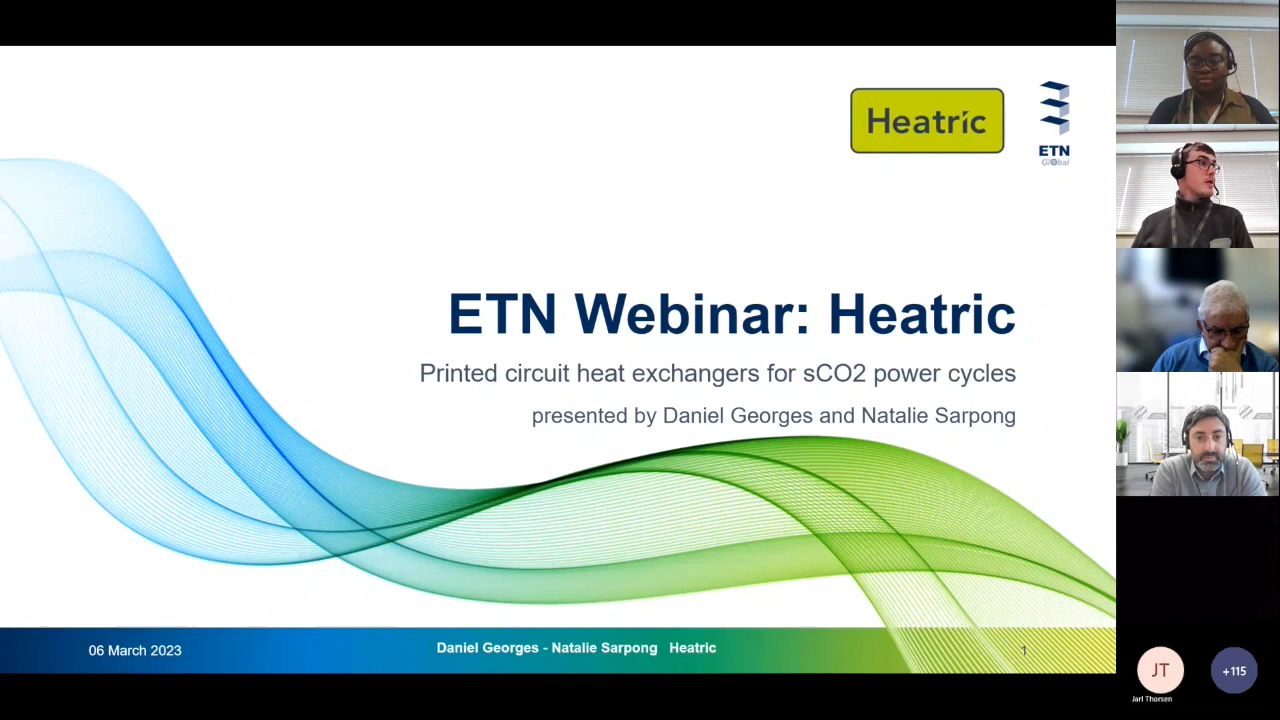 Heatric
ETN
Global
ETN Webinar: Heatric
Printed circuit heat exchangers for sCO2 power cycles
presented by Daniel Georges and Natalie Sarpong
06 March 2023
Daniel Georges - Natalie Sarpong Heatric
1
JT
+115
Jarl Thorsen